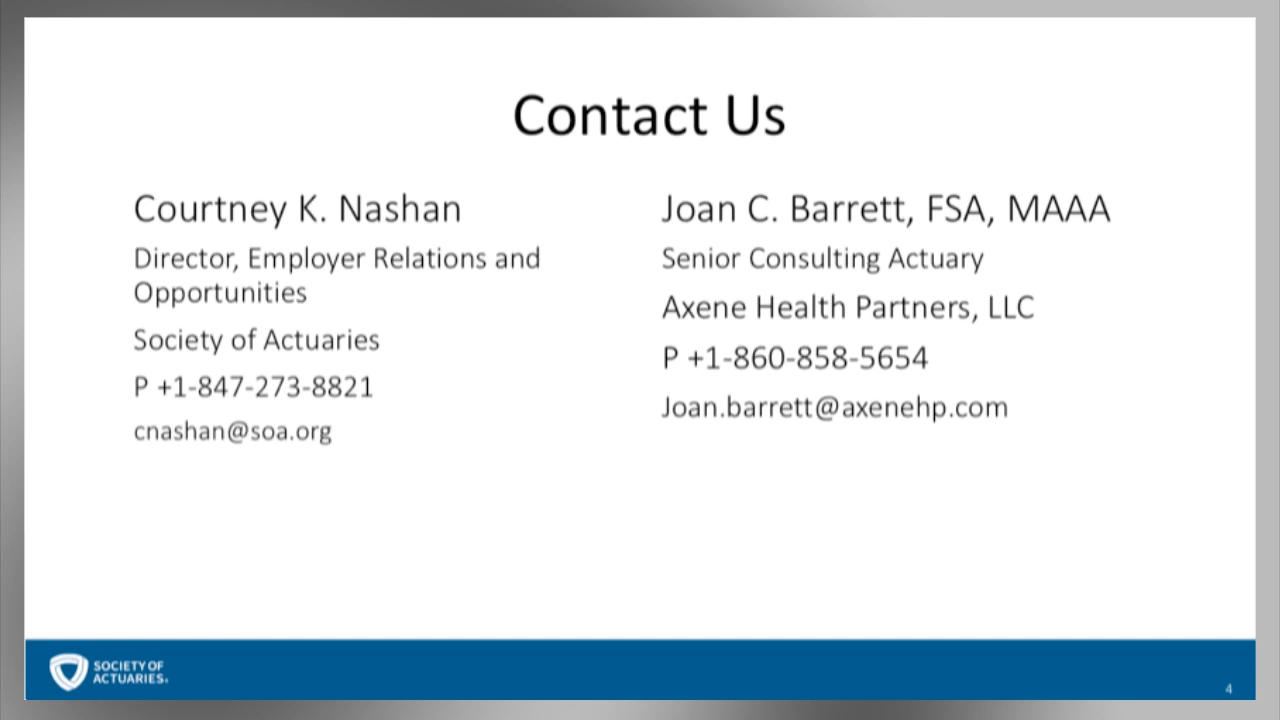 Contact Us
Courtney K. Nashan
Director, Employer Relations and
Opportunities
Society of Actuaries
P +1-847-273-8821
cnashan@soa.org
Joan C. Barrett, FSA, MAAA
Senior Consulting Actuary
Axene Health Partners, LLC
P +1-860-858-5654
Joan.barrett@axenehp.com
SOCIETY OF
ACTUARIES®
4